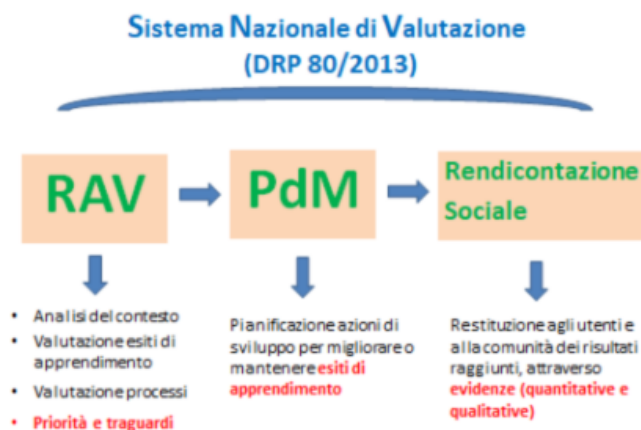 Sistema Nazionale di Valutazione
(DRP 80/2013)
RAV
PdM
Rendicontazione
Sociale
• Analisi del contesto
• Valutazione esiti di
apprendimento
• Valutazione processi
• Priorità e traguardi
Pianificazione azioni di
sviluppo per migliorare o
mantenere esiti di
apprendimento
Restituzione agli utenti e
alla comunità dei risultati
raggiunti, attraverso
evidenze (quantitative e
qualitative)